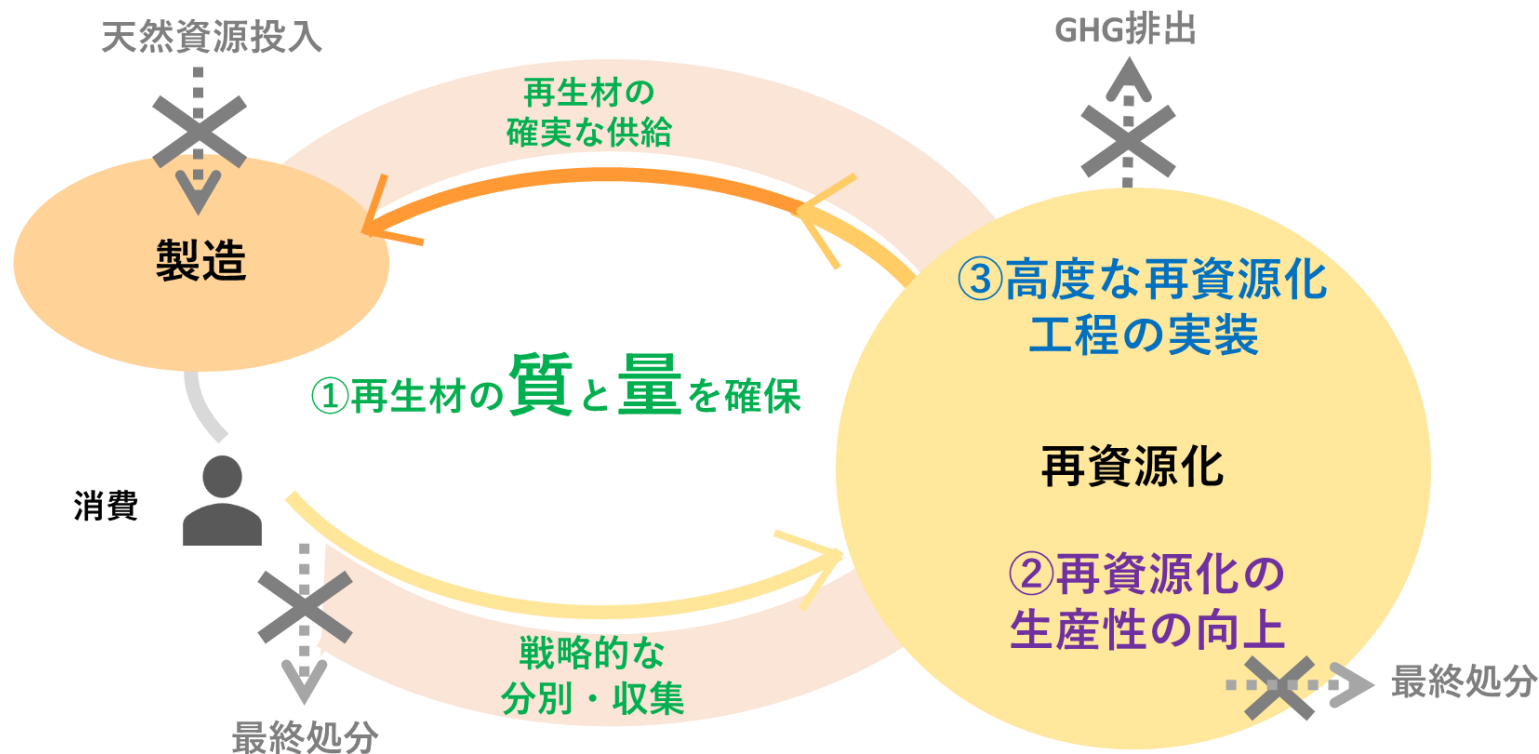 天然資源投入
GHG排出
再生材の
確実な供給
製造
③高度な再資源化
工程の実装
①再生材の質と量を確保
再資源化
消費
②再資源化の
生産性の向上
戦略的な
分別・収集
最終処分
最終処分